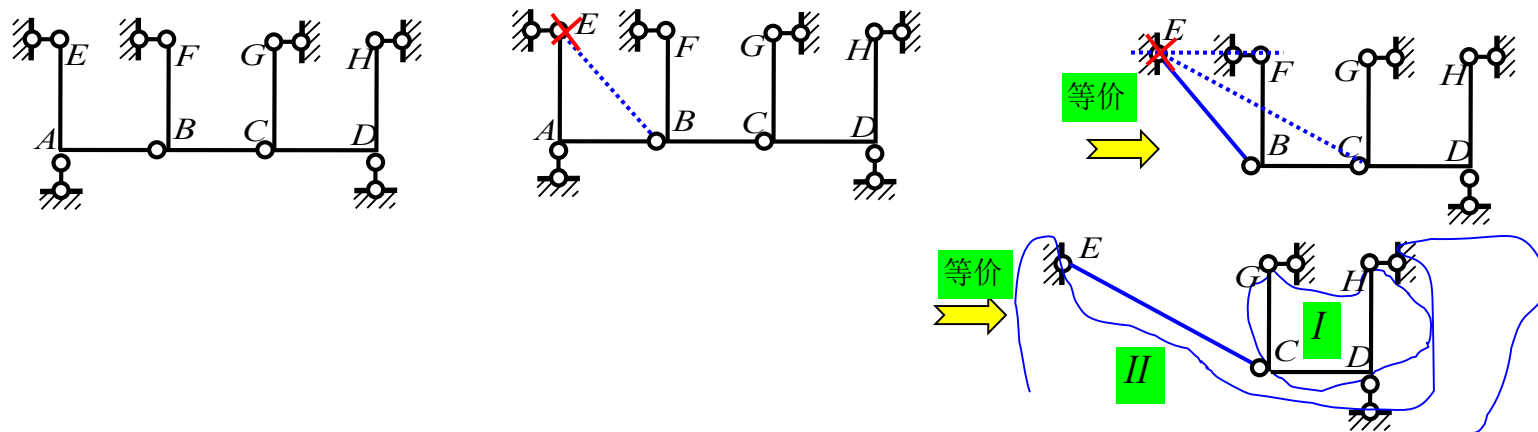 E F G H
A B C D
E F G H
A B C D
等价
E F G H
B C D
等价
E G H
C D
I
II